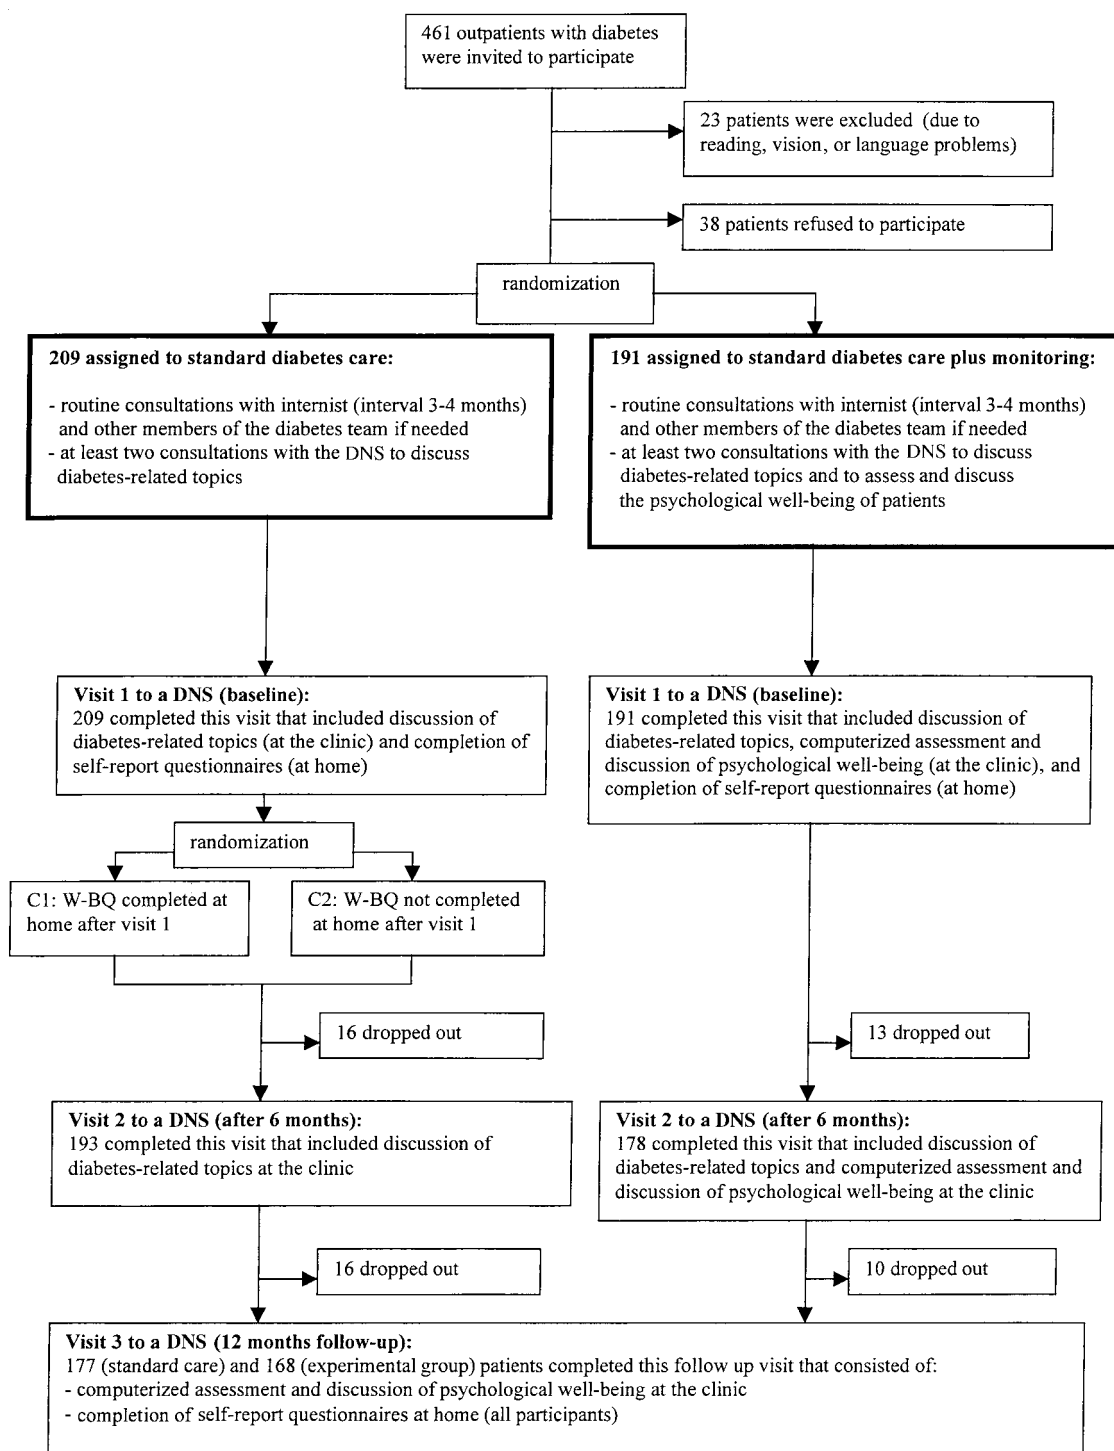 461 outpatients with diabetes
were invited to participate
23 patients were excluded (due to
reading, vision, or language problems)
38 patients refused to participate
randomization
209 assigned to standard diabetes care:
- routine consultations with internist (interval 3-4 months)
and other members of the diabetes team if needed
- at least two consultations with the DNS to discuss
diabetes-related topics
191 assigned to standard diabetes care plus monitoring:
- routine consultations with internist (interval 3-4 months)
and other members of the diabetes team if needed
- at least two consultations with the DNS to discuss
diabetes-related topics and to assess and discuss
the psychological well-being of patients
Visit 1 to a DNS (baseline):
209 completed this visit that included discussion of
diabetes-related topics (at the clinic) and completion of
self-report questionnaires (at home)
Visit 1 to a DNS (baseline):
191 completed this visit that included discussion of
diabetes-related topics, computerized assessment and
discussion of psychological well-being (at the clinic), and
completion of self-report questionnaires (at home)
randomization
C1: W-BQ completed at
home after visit 1
C2: W-BQ not completed
at home after visit 1
16 dropped out
13 dropped out
Visit 2 to a DNS (after 6 months):
193 completed this visit that included discussion of
diabetes-related topics at the clinic
Visit 2 to a DNS (after 6 months):
178 completed this visit that included discussion of
diabetes-related topics and computerized assessment and
discussion of psychological well-being at the clinic
16 dropped out
10 dropped out
Visit 3 to a DNS (12 months follow-up):
177 (standard care) and 168 (experimental group) patients completed this follow up visit that consisted of:
- computerized assessment and discussion of psychological well-being at the clinic
- completion of self-report questionnaires at home (all participants)